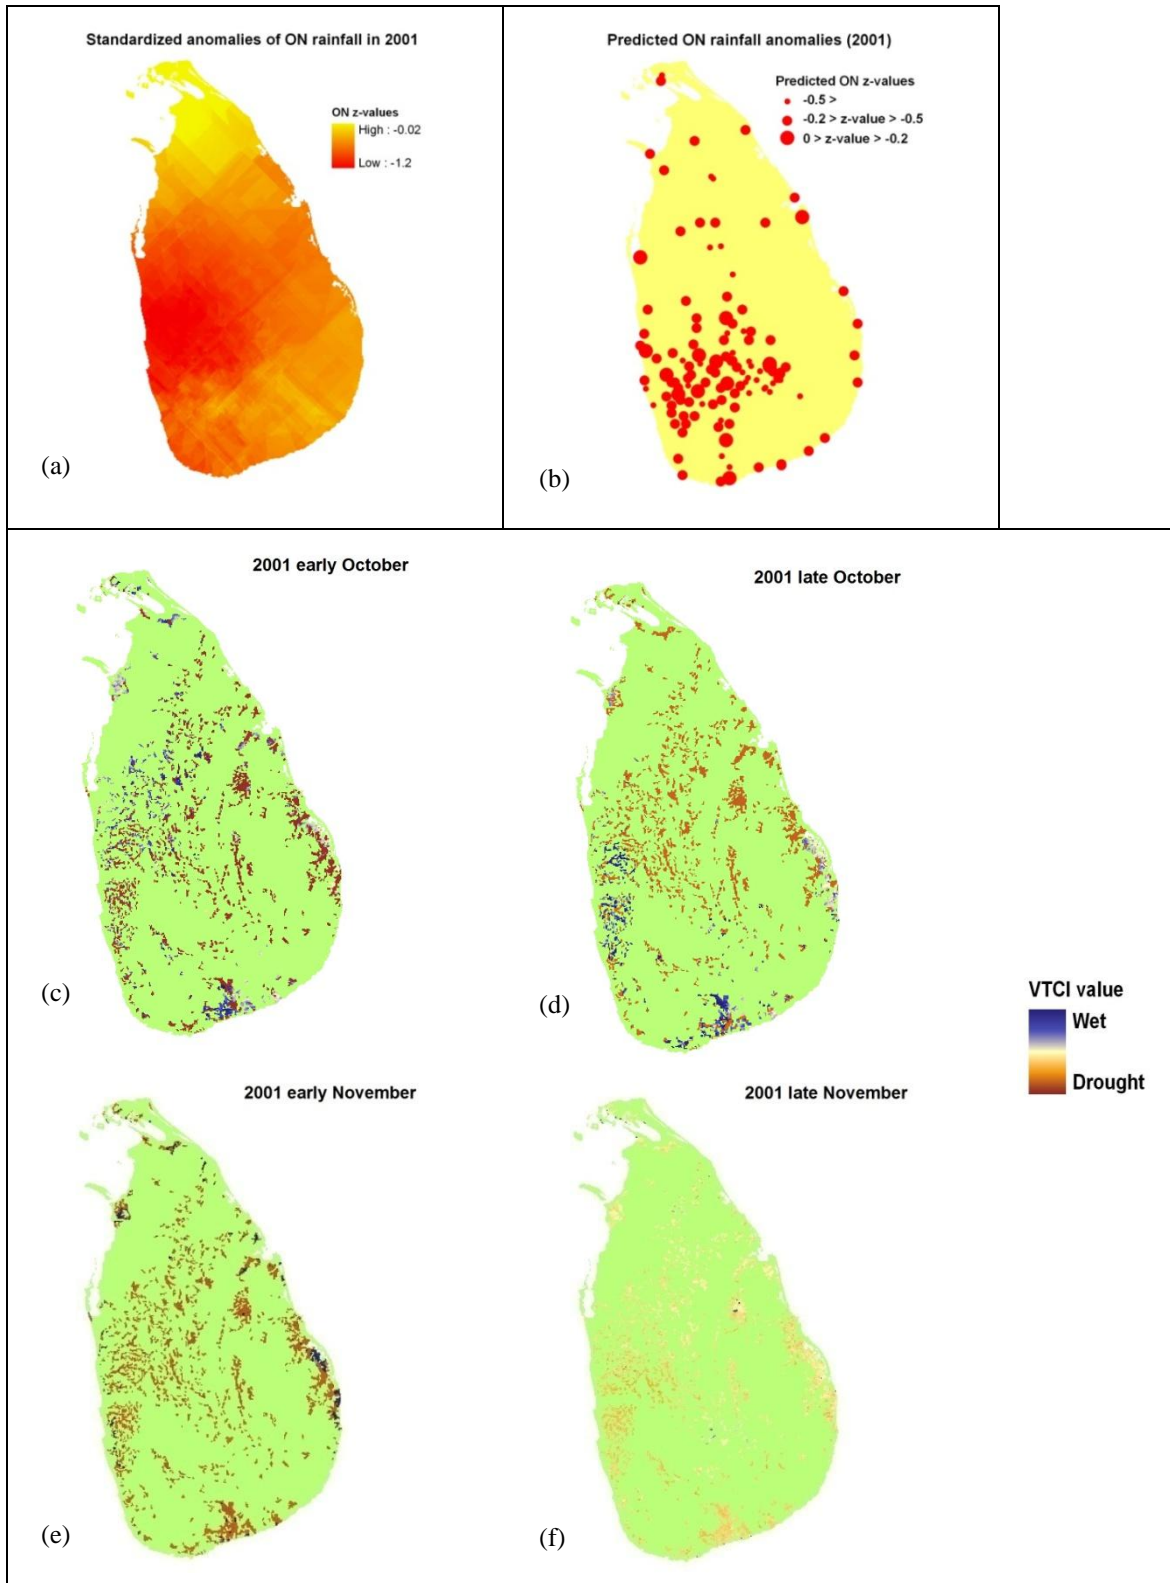 Standardized anomalies of ON rainfall in 2001
ON z-values
High : -0.02
Low : -1.2
(a)
Predicted ON rainfall anomalies (2001)
Predicted ON z-values
-0.5 >
-0.2 > z-value > -0.5
0 > z-value > -0.2
(b)
2001 early October
(c)
2001 late October
(d)
VTCI value
Wet
Drought
2001 early November
(e)
2001 late November
(f)